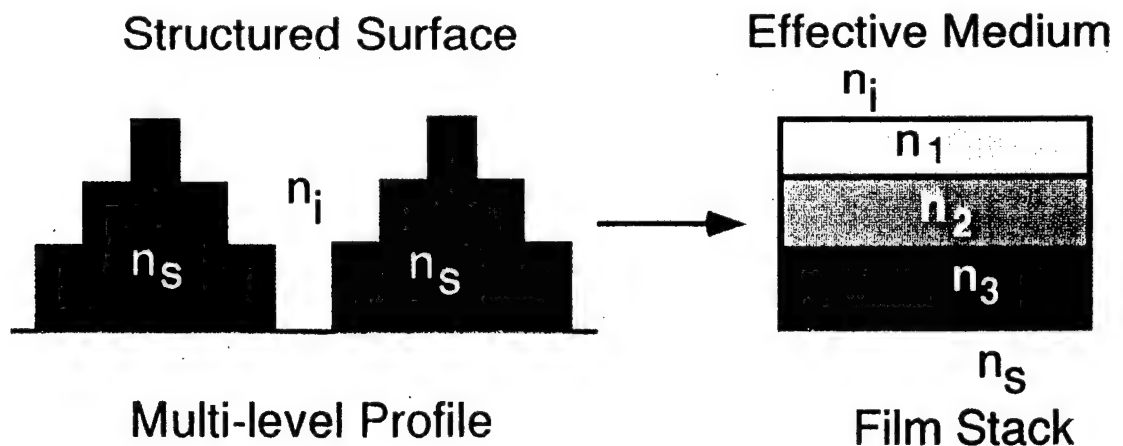 Structured Surface
n_i
n_s
n_s
Multi-level Profile
Effective Medium
n_i
n_1
n_2
n_3
n_s
Film Stack